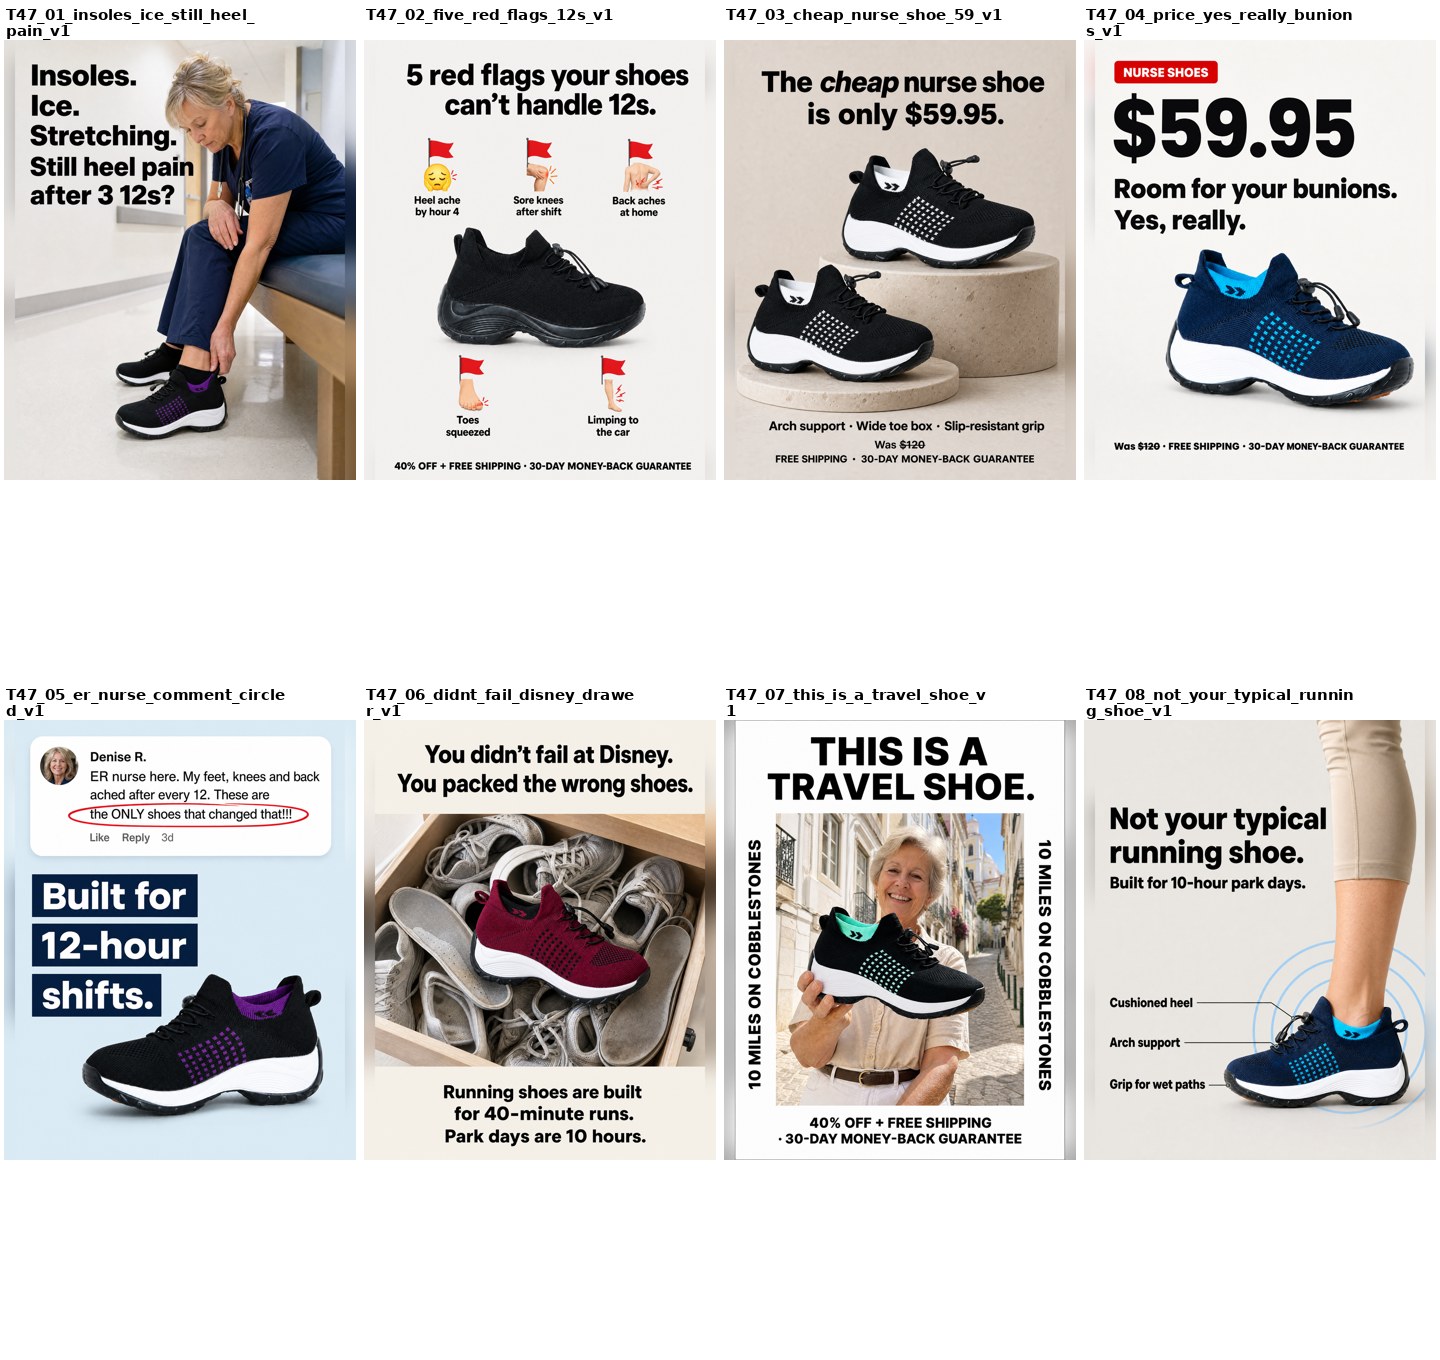 T47_01_insoles_ice_still_heel_
pain_v1
Insoles.
Ice.
Stretching.
Still heel pain
after 3 12s?
T47_02_five_red_flags_12s_v1
5 red flags your shoes
can't handle 12s.
Heel ache
by hour 4
Sore knees
after shift
Back aches
at home
Toes
squeezed
Limping to
the car
40% OFF + FREE SHIPPING · 30-DAY MONEY-BACK GUARANTEE
T47_03_cheap_nurse_shoe_59_v1
The cheap nurse shoe
is only $59.95.
Arch support · Wide toe box · Slip-resistant grip
Was $120
FREE SHIPPING · 30-DAY MONEY-BACK GUARANTEE
T47_04_price_yes_really_bunion
s_v1
NURSE SHOES
$59.95
Room for your bunions.
Yes, really.
Was $120 · FREE SHIPPING · 30-DAY MONEY-BACK GUARANTEE
T47_05_er_nurse_comment_circle
d_v1
Denise R.
ER nurse here. My feet, knees and back
ached after every 12. These are
the ONLY shoes that changed that!!!
Like Reply 3d
Built for
12-hour
shifts.
T47_06_didnt_fail_disney_drawe
r_v1
You didn't fail at Disney.
You packed the wrong shoes.
Running shoes are built
for 40-minute runs.
Park days are 10 hours.
T47_07_this_is_a_travel_shoe_v
1
THIS IS A
TRAVEL SHOE.
10 MILES ON COBBLESTONES
10 MILES ON COBBLESTONES
40% OFF + FREE SHIPPING
· 30-DAY MONEY-BACK GUARANTEE
T47_08_not_your_typical_runnin
g_shoe_v1
Not your typical
running shoe.
Built for 10-hour park days.
Cushioned heel
Arch support
Grip for wet paths